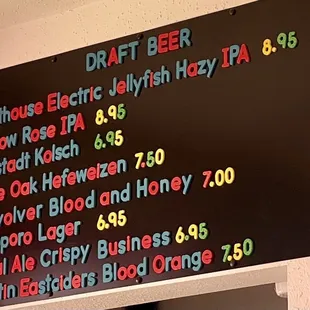 DRAFT BEER
thouse Electric Jellyfish Hazy IPA 8.95
ow Rose IPA 8.95
stadt Kolsch 6.95
e Oak Hefeweizen 7.50
volver Blood and Honey 7.00
poro Lager 6.95
l Ale Crispy Business 6.95
tin Eastciders Blood Orange 7.50